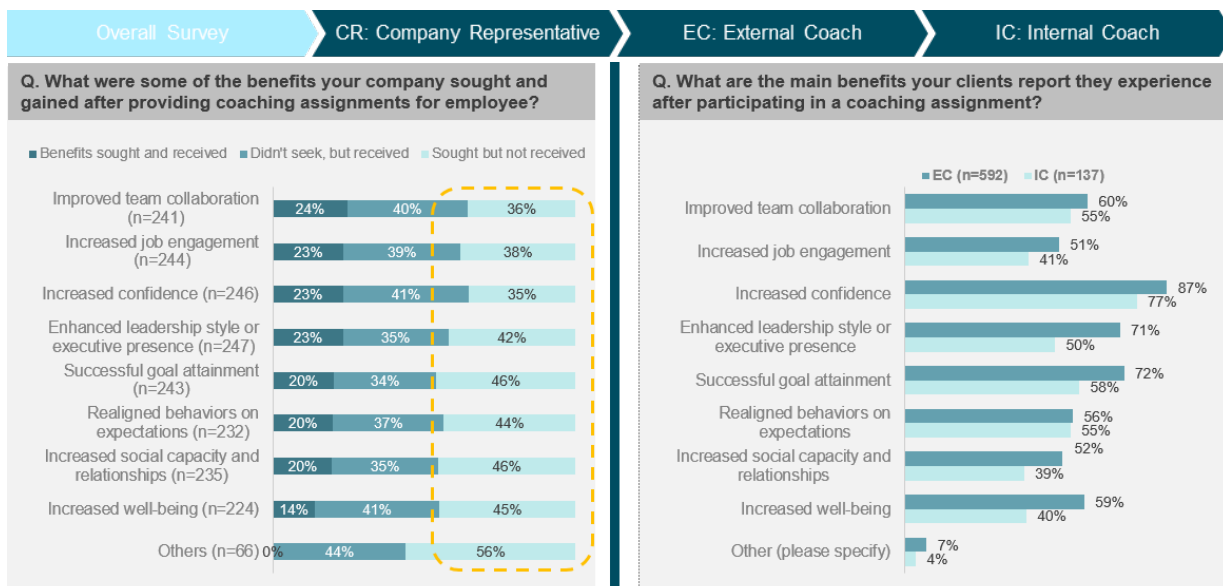 Overall Survey
CR: Company Representative
EC: External Coach
IC: Internal Coach
Q. What were some of the benefits your company sought and
gained after providing coaching assignments for employee?
Benefits sought and received
Didn't seek, but received
Sought but not received
Improved team collaboration
(n=241)
24%
40%
36%
Increased job engagement
(n=244)
23%
39%
38%
Increased confidence (n=246)
23%
41%
35%
Enhanced leadership style or
executive presence (n=247)
23%
35%
42%
Successful goal attainment
(n=243)
20%
34%
46%
Realigned behaviors on
expectations (n=232)
20%
37%
44%
Increased social capacity and
relationships (n=235)
20%
35%
46%
Increased well-being (n=224)
14%
41%
45%
Others (n=66)
0%
44%
56%
Q. What are the main benefits your clients report they experience
after participating in a coaching assignment?
EC (n=592)
IC (n=137)
Improved team collaboration
60%
55%
Increased job engagement
51%
41%
Increased confidence
87%
77%
Enhanced leadership style or
executive presence
71%
50%
Successful goal attainment
72%
58%
Realigned behaviors on
expectations
56%
55%
Increased social capacity and
relationships
52%
39%
Increased well-being
59%
40%
Other (please specify)
7%
4%